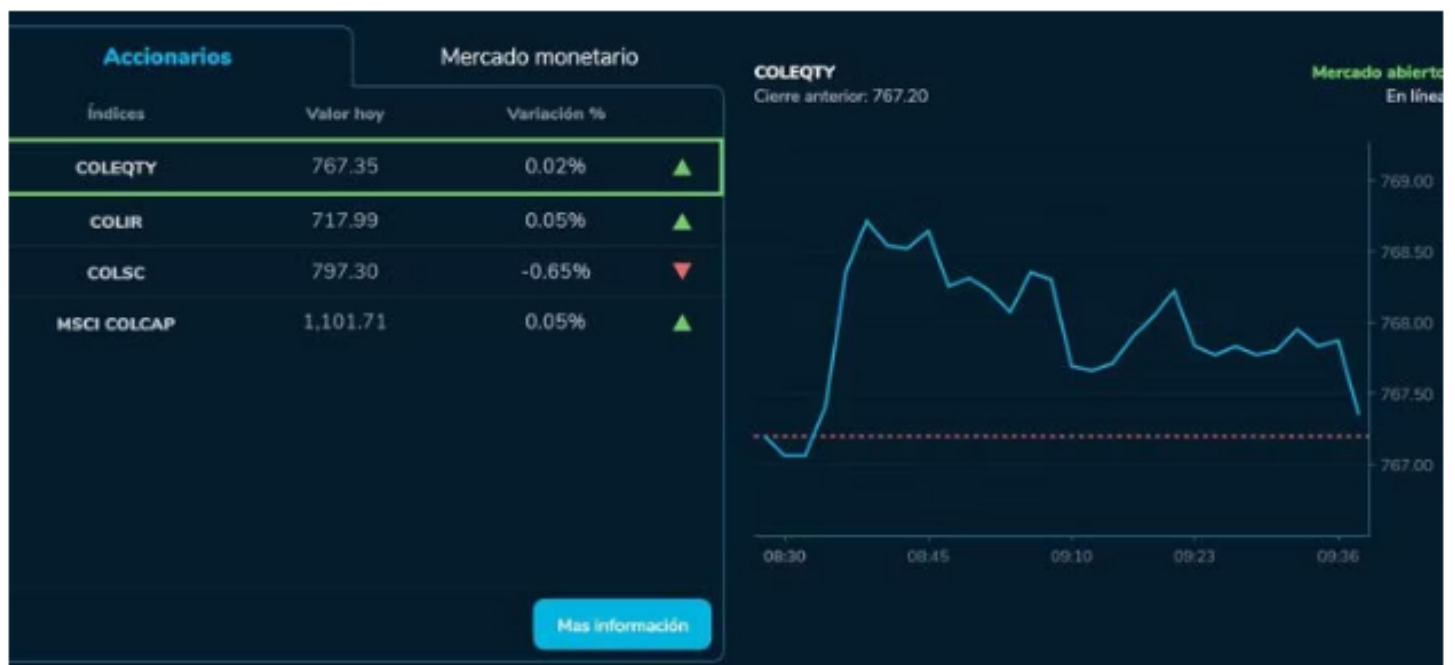 Accionarios
Mercado monetario
Índices
Valor hoy
Variación %
COLEQTY
767.35
0.02%
COLIR
717.99
0.05%
COLSC
797.30
-0.65%
MSCI COLCAP
1,101.71
0.05%
Mas información
COLEQTY
Mercado abierto
Cierre anterior: 767.20
En línea
769.00
768.50
768.00
767.50
767.00
08:30
08:45
09:10
09:23
09:36